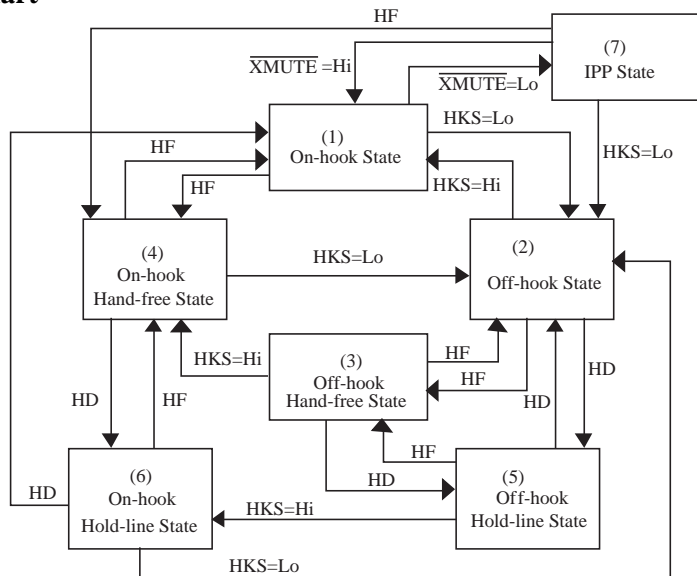 HF
(7)
IPP State
XMUTE =Hi
XMUTE=Lo
(1)
On-hook State
HKS=Lo
HKS=Lo
HF
HF
HKS=Hi
(4)
On-hook
Hand-free State
HKS=Lo
(2)
Off-hook State
HKS=Hi
(3)
Off-hook
Hand-free State
HF
HF
HD
HD
HF
HD
HF
HD
(6)
On-hook
Hold-line State
HD
HKS=Hi
(5)
Off-hook
Hold-line State
HKS=Lo